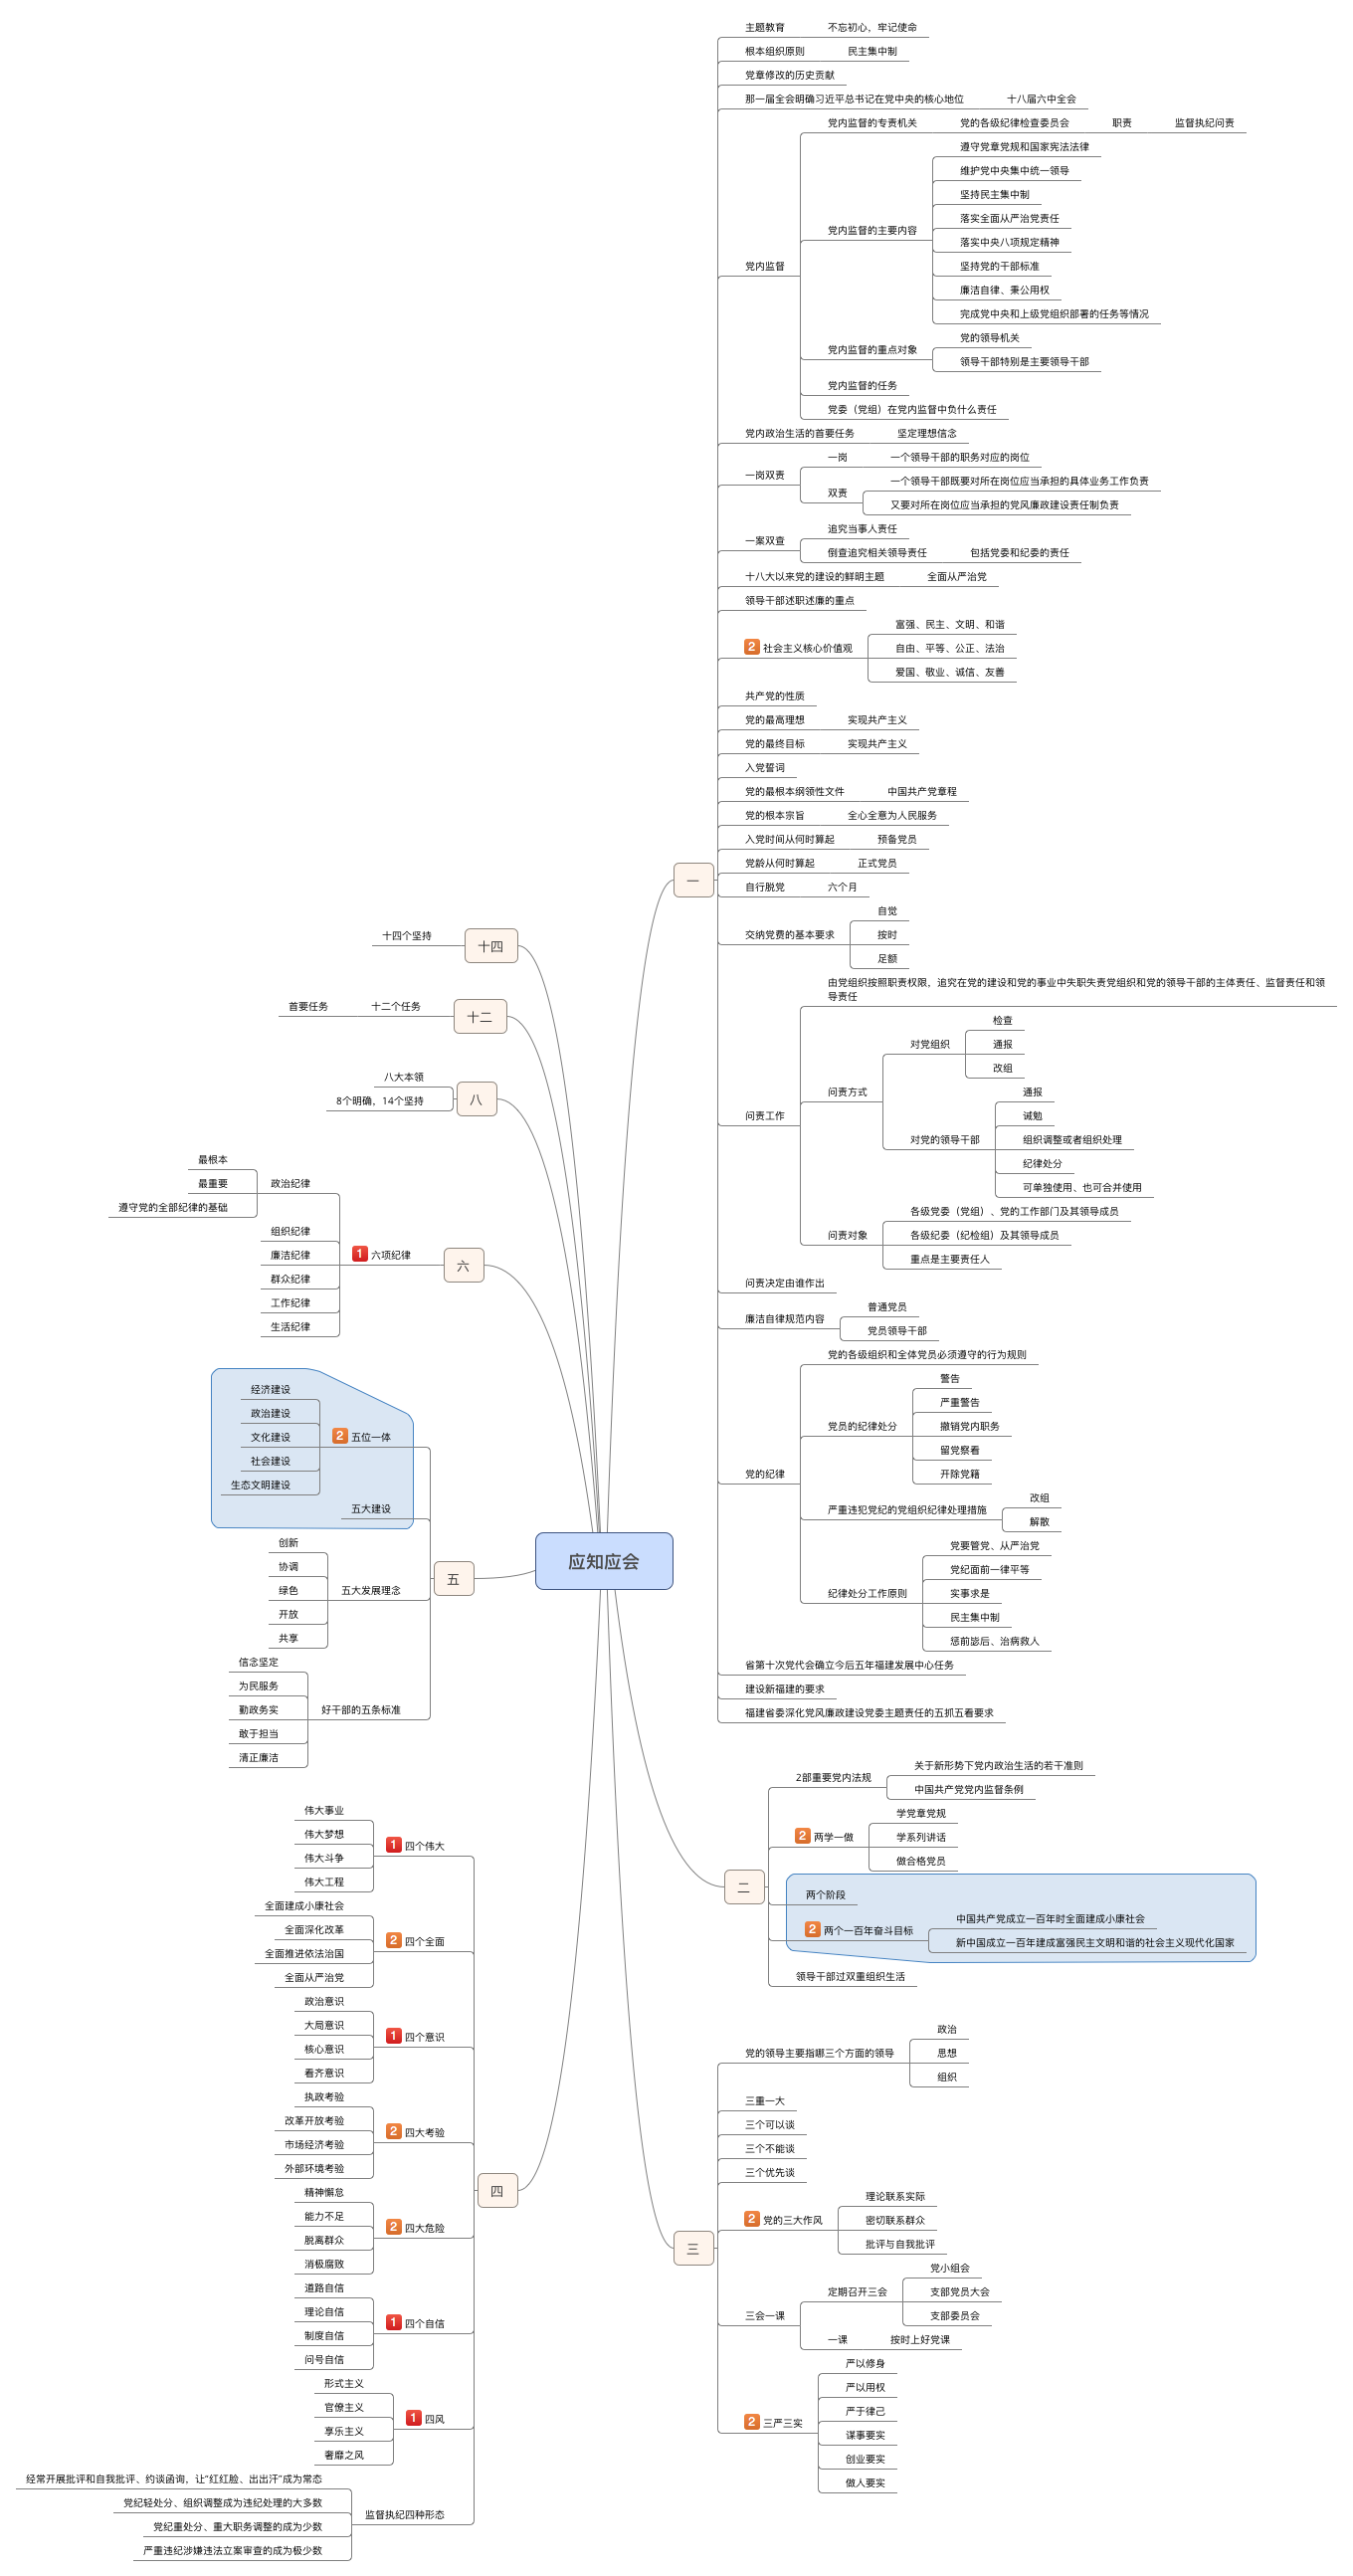 应知会会
一
主题教育
不忘初心，牢记使命
根本组织原则
民主集中制
党章修改的历史贡献
那一届全会明确习近平总书记在党中央的核心地位
十八届六中全会
党内监督
党内监督的专责机关
党的各级纪律检查委员会
职责
监督执纪问责
党内监督的主要内容
遵守党章党规和国家宪法法律
维护党中央集中统一领导
坚持民主集中制
落实全面从严治党责任
落实中央八项规定精神
坚持党的干部标准
廉洁自律、秉公用权
完成党中央和上级党组织部署的任务等情况
党内监督的重点对象
党的领导机关
领导干部特别是主要领导干部
党内监督的任务
党委（党组）在党内监督中负什么责任
党内政治生活的首要任务
坚定理想信念
一岗双责
一岗
一个领导干部的职务对应的岗位
双责
一个领导干部既要对所在岗位应当承担的具体业务工作负责
又要对所在岗位应当承担的党风廉政建设责任制负责
一案双查
追究当事人责任
倒查追究相关领导责任
包括党委和纪委的责任
十八大以来党的建设的鲜明主题
全面从严治党
领导干部述职述廉的重点
2 社会主义核心价值观
富强、民主、文明、和谐
自由、平等、公正、法治
爱国、敬业、诚信、友善
共产党的性质
党的最高理想
实现共产主义
党的最终目标
实现共产主义
入党誓词
党的最根本纲领性文件
中国共产党章程
党的根本宗旨
全心全意为人民服务
入党时间从何时算起
预备党员
党龄从何时算起
正式党员
自行脱党
六个月
交纳党费的基本要求
自觉
按时
足额
问责工作
由党组织按照职责权限，追究在党的建设和党的事业中失职失责党组织和党的领导干部的主体责任、监督责任和领
导责任
问责方式
对党组织
检查
通报
改组
对党的领导干部
通报
诫勉
组织调整或者组织处理
纪律处分
可单独使用、也可合并使用
问责对象
各级党委（党组）、党的工作部门及其领导成员
各级纪委（纪检组）及其领导成员
重点是主要责任人
问责决定由谁作出
廉洁自律规范内容
普通党员
党员领导干部
党的纪律
党的各级组织和全体党员必须遵守的行为规则
党员的纪律处分
警告
严重警告
撤销党内职务
留党察看
开除党籍
严重违犯党纪的党组织纪律处理措施
改组
解散
纪律处分工作原则
党要管党、从严治党
党纪面前一律平等
实事求是
民主集中制
惩前毖后、治病救人
省第十次党代会确立今后五年福建发展中心任务
建设新福建的要求
福建省委深化党风廉政建设党委主题责任的五抓五看要求
二
2部重要党内法规
关于新形势下党内政治生活的若干准则
中国共产党党内监督条例
2 两学一做
学党章党规
学系列讲话
做合格党员
两个阶段
2 两个一百年奋斗目标
中国共产党成立一百年时全面建成小康社会
新中国成立一百年建成富强民主文明和谐的社会主义现代化国家
领导干部过双重组织生活
三
党的领导主要指哪三个方面的领导
政治
思想
组织
三重一大
三个可以谈
三个不能谈
三个优先谈
2 党的三大作风
理论联系实际
密切联系群众
批评与自我批评
三会一课
定期召开三会
党小组会
支部党员大会
支部委员会
一课
按时上好党课
2 三严三实
严以修身
严以用权
严于律己
谋事要实
创业要实
做人要实
十四
十四个坚持
十二
十二个任务
首要任务
八
八大本领
8个明确，14个坚持
六
1 六项纪律
政治纪律
最根本
最重要
遵守党的全部纪律的基础
组织纪律
廉洁纪律
群众纪律
工作纪律
生活纪律
五
2 五位一体
经济建设
政治建设
文化建设
社会建设
生态文明建设
五大建设
五大发展理念
创新
协调
绿色
开放
共享
好干部的五条标准
信念坚定
为民服务
勤政务实
敢于担当
清正廉洁
四
1 四个伟大
伟大事业
伟大梦想
伟大斗争
伟大工程
2 四个全面
全面建成小康社会
全面深化改革
全面推进依法治国
全面从严治党
1 四个意识
政治意识
大局意识
核心意识
看齐意识
2 四大考验
执政考验
改革开放考验
市场经济考验
外部环境考验
2 四大危险
精神懈怠
能力不足
脱离群众
消极腐败
1 四个自信
道路自信
理论自信
制度自信
问号自信
1 四风
形式主义
官僚主义
享乐主义
奢靡之风
监督执纪四种形态
经常开展批评和自我批评、约谈函询，让“红红脸、出出汗”成为常态
党纪轻处分、组织调整成为违纪处理的大多数
党纪重处分、重大职务调整的成为少数
严重违纪涉嫌违法立案审查的成为极少数